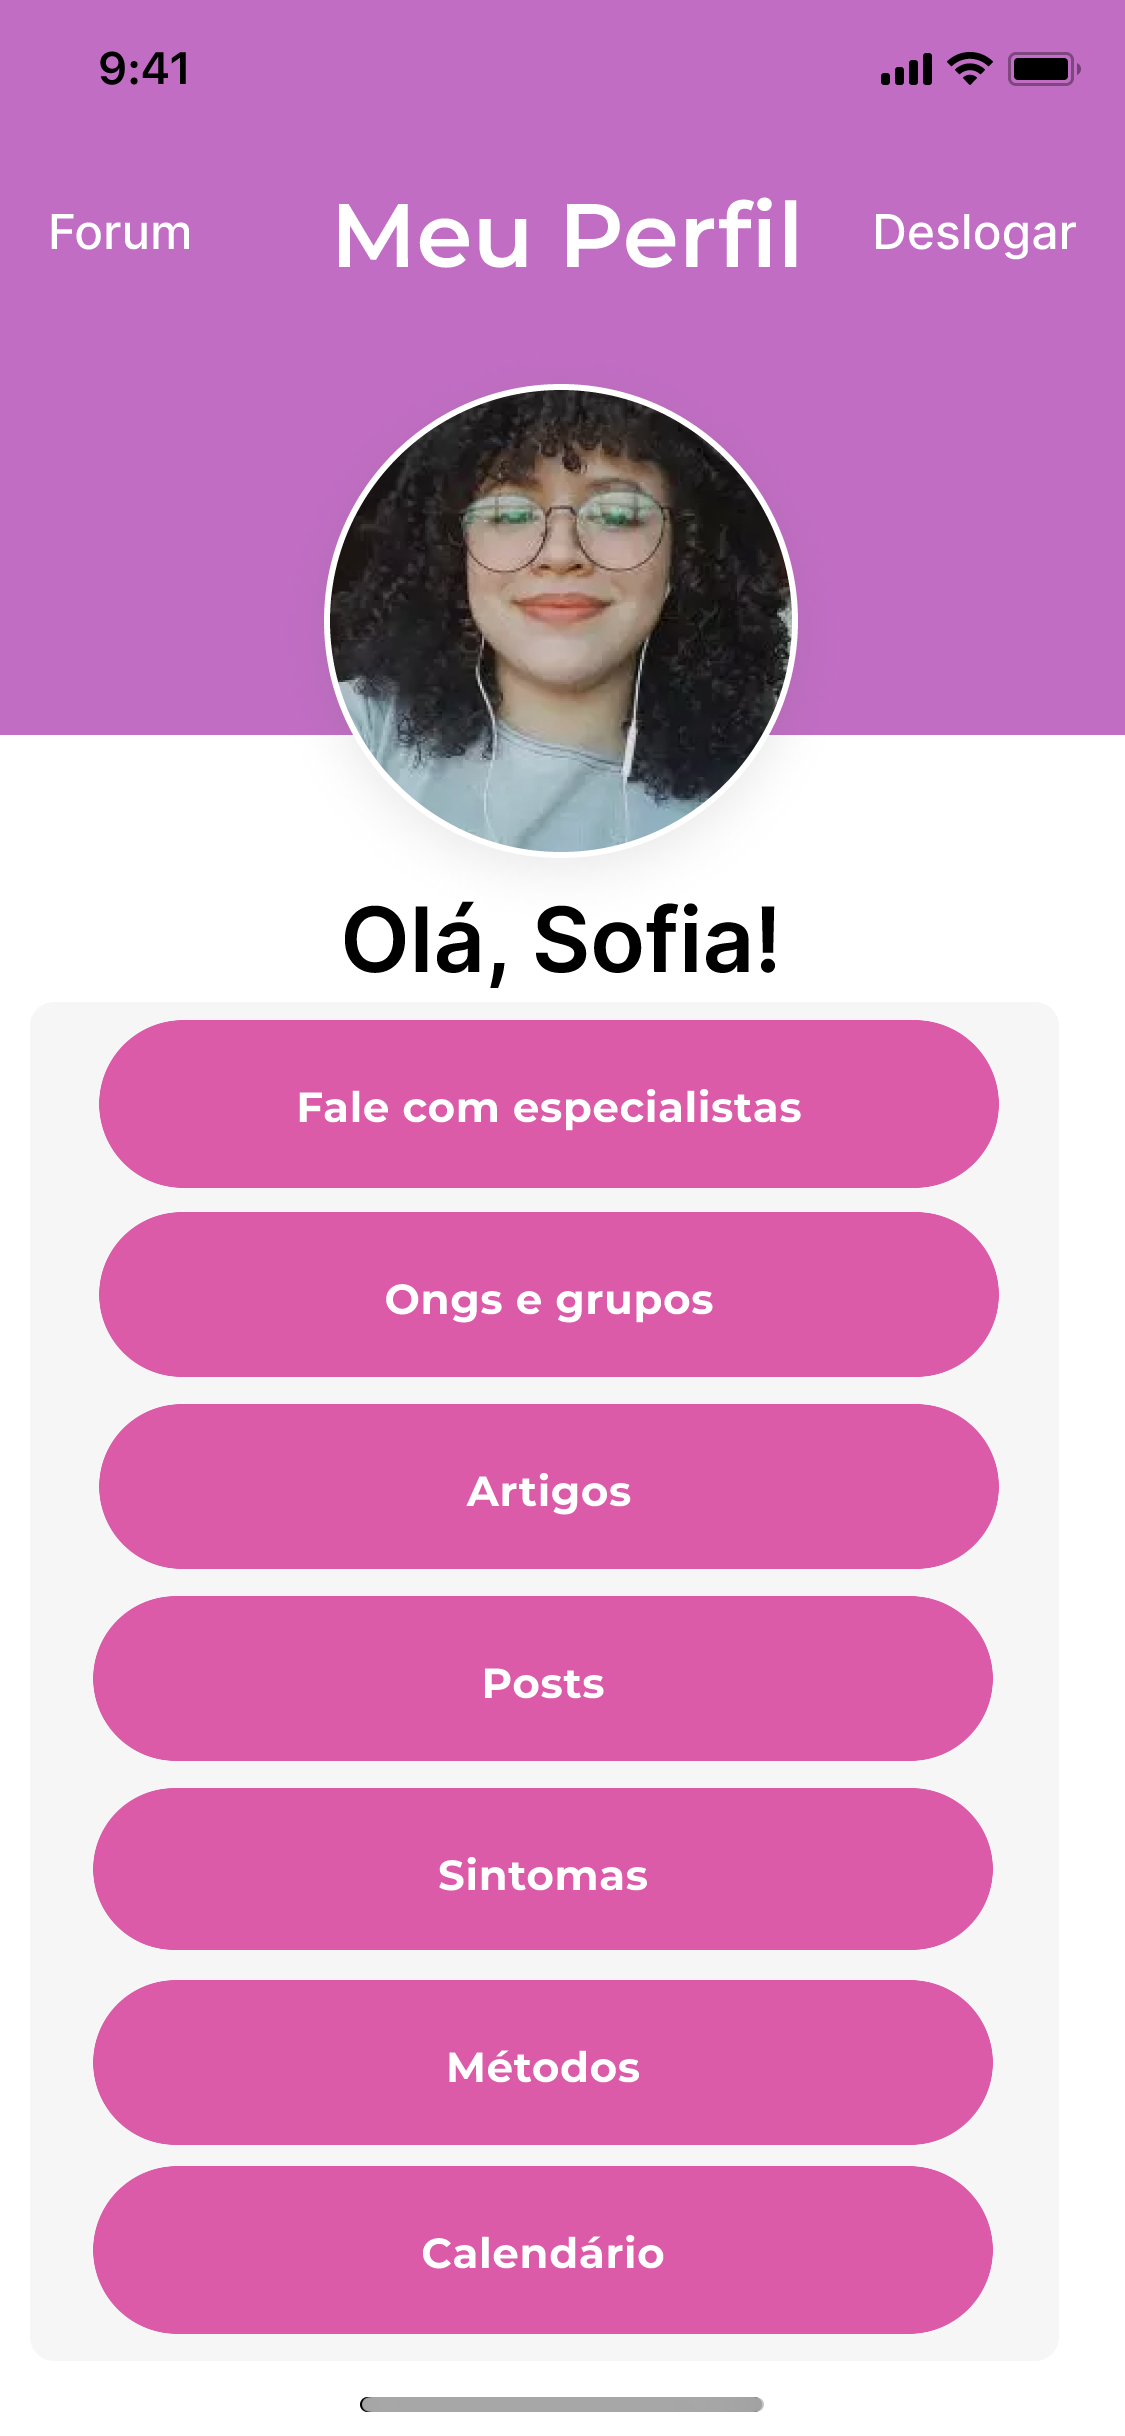 9:41
Forum
Meu Perfil
Deslogar
Olá, Sofia!
Fale com especialistas
Ongs e grupos
Artigos
Posts
Sintomas
Métodos
Calendário